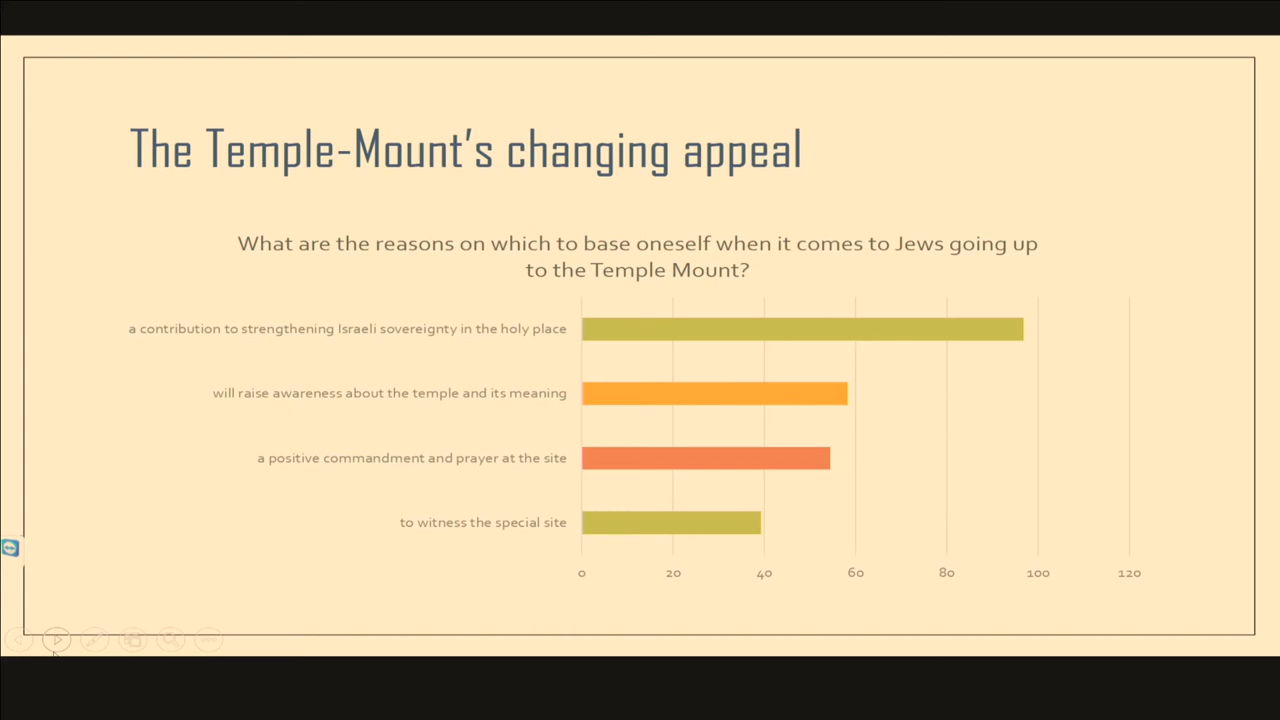 The Temple-Mount's changing appeal
What are the reasons on which to base oneself when it comes to Jews going up
to the Temple Mount?
a contribution to strengthening Israeli sovereignty in the holy place
will raise awareness about the temple and its meaning
a positive commandment and prayer at the site
to witness the special site
0 20 40 60 80 100 120